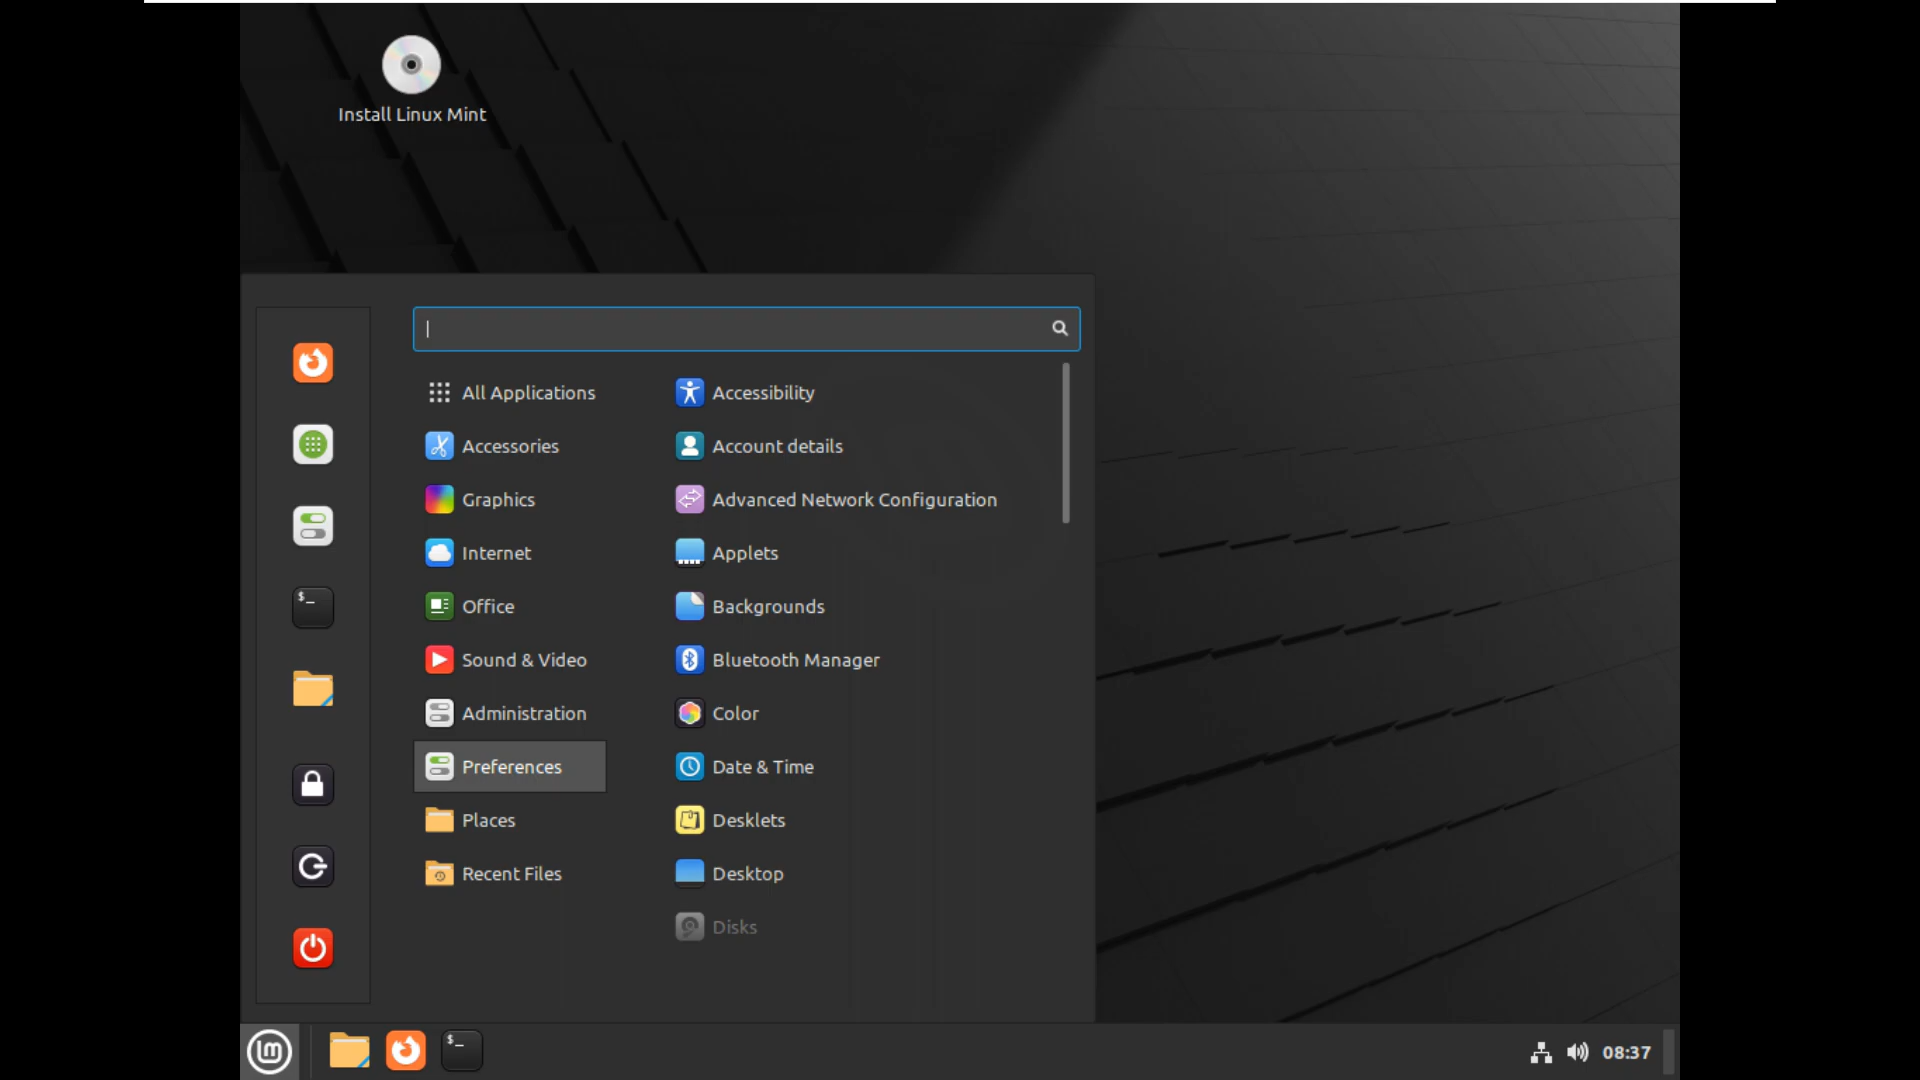 Install Linux Mint
All Applications
Accessories
Graphics
Internet
Office
Sound & Video
Administration
Preferences
Places
Recent Files
Accessibility
Account details
Advanced Network Configuration
Applets
Backgrounds
Bluetooth Manager
Color
Date & Time
Desklets
Desktop
Disks
$_
$_
08:37